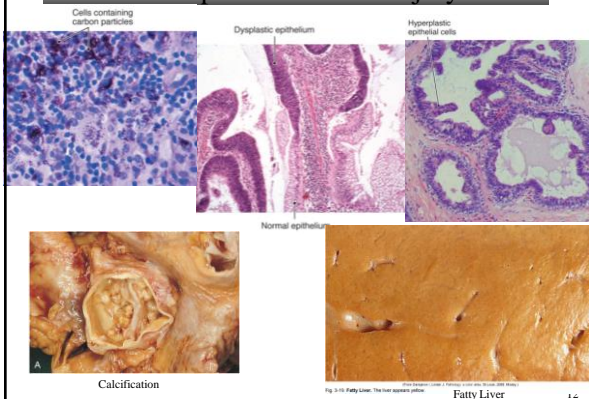 Cells containing
carbon particles
Dysplastic epithelium
Hyperplastic
epithelial cells
Normal epithelium
A
Calcification
Fig. 3-19 Fatty Liver. The liver appears yellow.
Fatty Liver
12